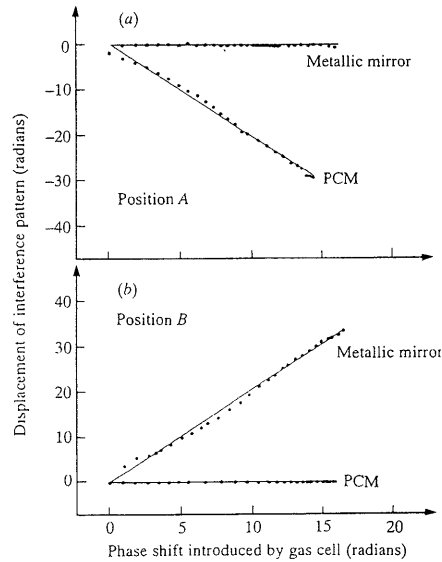 (a)
0
Metallic mirror
−10
−20
−30
PCM
Position A
−40
Displacement of interference pattern (radians)
(b)
40
Position B
30
Metallic mirror
20
10
0
PCM
0 5 10 15 20
Phase shift introduced by gas cell (radians)